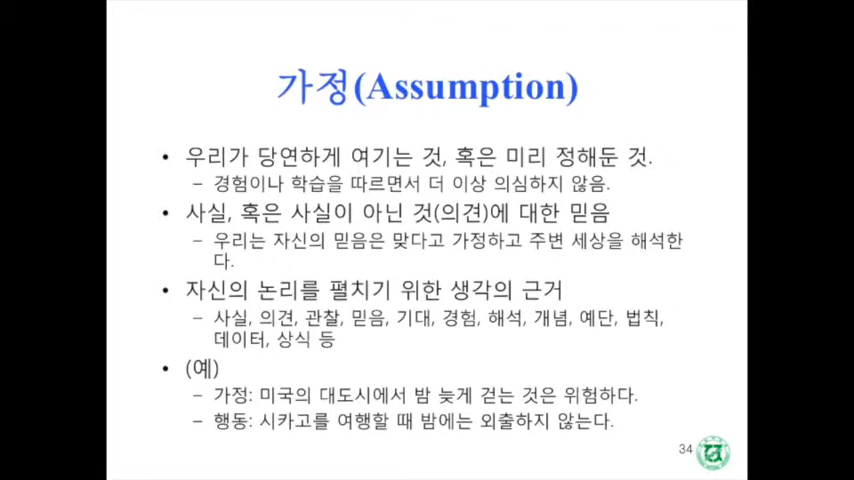 가정(Assumption)
• 우리가 당연하게 여기는 것, 혹은 미리 정해둔 것.
– 경험이나 학습을 따르면서 더 이상 의심하지 않음.
• 사실, 혹은 사실이 아닌 것(의견)에 대한 믿음
– 우리는 자신의 믿음은 맞다고 가정하고 주변 세상을 해석한
다.
• 자신의 논리를 펼치기 위한 생각의 근거
– 사실, 의견, 관찰, 믿음, 기대, 경험, 해석, 개념, 예단, 법칙,
데이터, 상식 등
• (예)
– 가정: 미국의 대도시에서 밤 늦게 걷는 것은 위험하다.
– 행동: 시카고를 여행할 때 밤에는 외출하지 않는다.
34